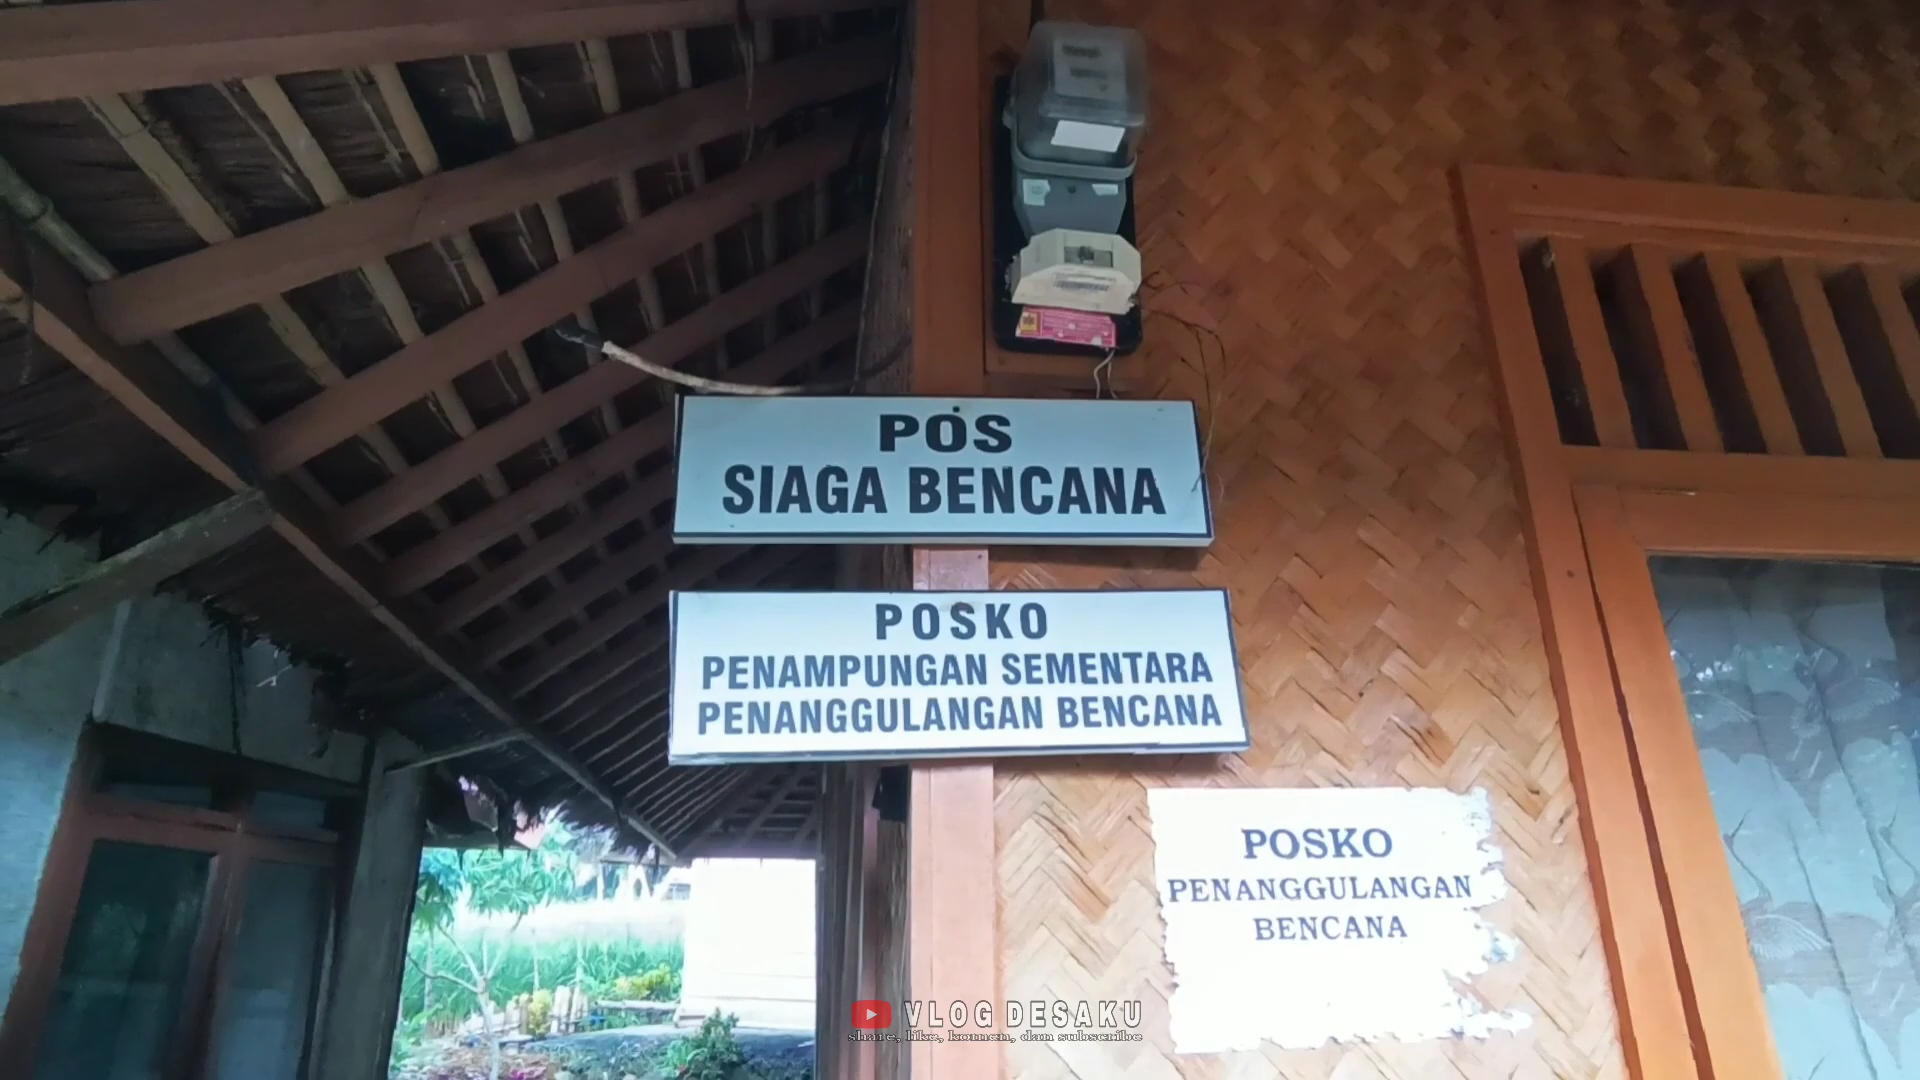 POS
SIAGA BENCANA
POSKO
PENAMPUNGAN SEMENTARA
PENANGGULANGAN BENCANA
POSKO
PENANGGULANGAN
BENCANA
VLOG DESAKU
share, like, komen, dan subscribe